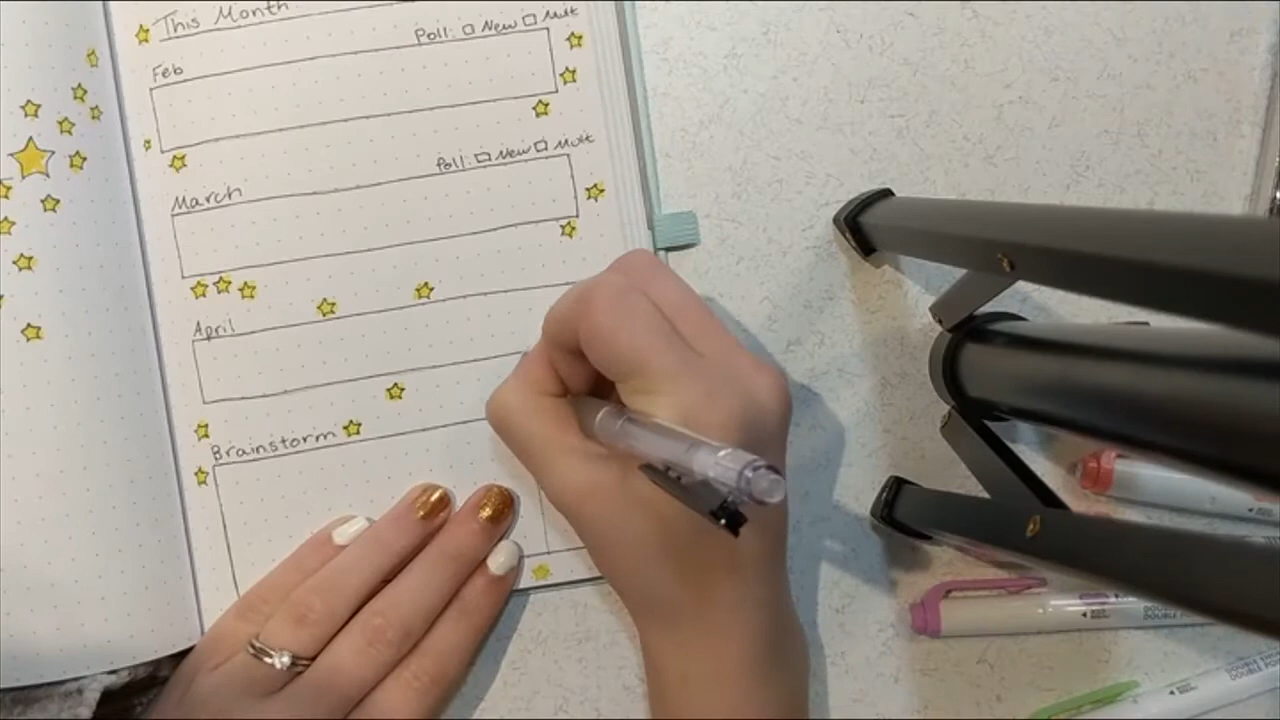 This Month
Poll: □ New □ Mult
Feb
Poll: □ New □ Mult
March
April
Brainstorm